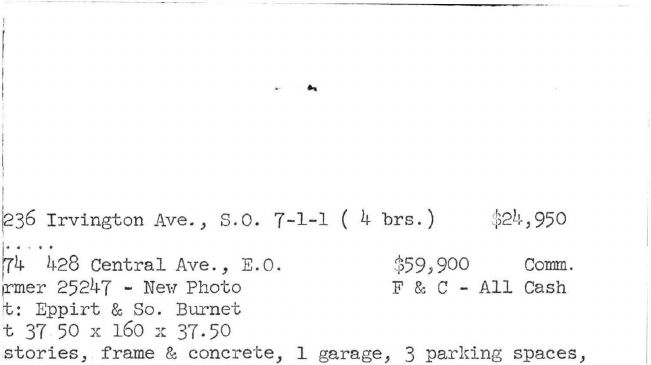 236 Irvington Ave., S.O. 7-1-1 ( 4 brs.) $24,950
.....
74 428 Central Ave., E.O. $59,900 Comm.
rmer 25247 - New Photo F & C - All Cash
t: Eppirt & So. Burnet
t 37 50 x 160 x 37.50
stories, frame & concrete, 1 garage, 3 parking spaces,